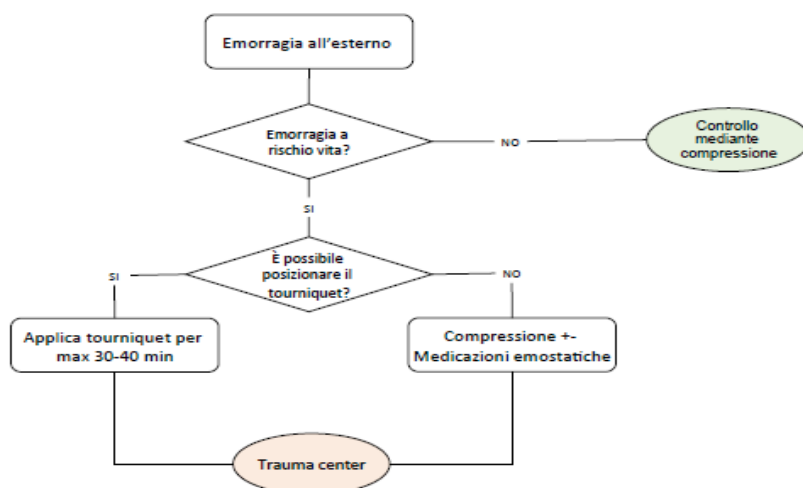 Emorragia all'esterno
Emorragia a
rischio vita?
NO
Controllo
mediante
compressione
SI
È possibile
posizionare il
tourniquet?
SI
NO
Applica tourniquet per
max 30-40 min
Compressione +-
Medicazioni emostatiche
Trauma center